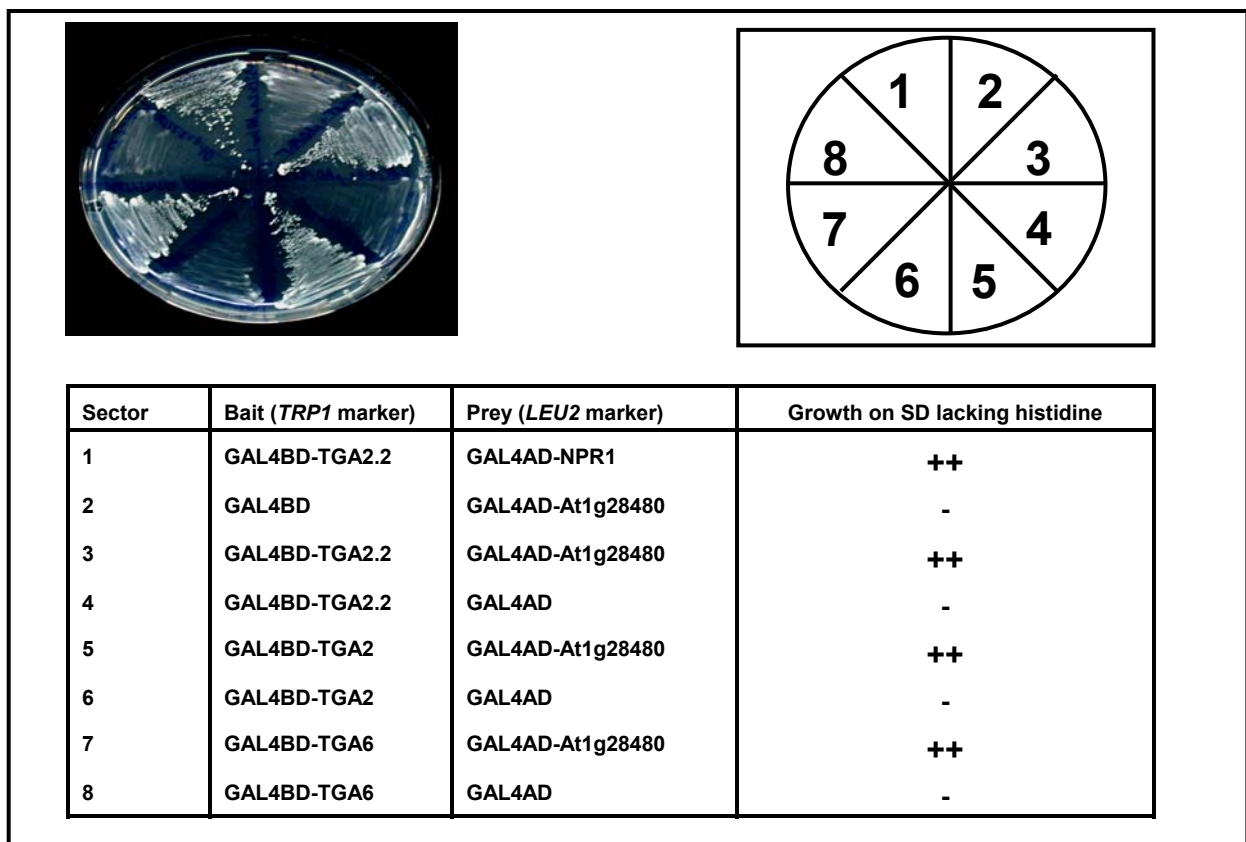 1 2
8 3
7 4
6 5
Sector Bait (TRP1 marker) Prey (LEU2 marker) Growth on SD lacking histidine
1 GAL4BD-TGA2.2 GAL4AD-NPR1 ++
2 GAL4BD GAL4AD-At1g28480 -
3 GAL4BD-TGA2.2 GAL4AD-At1g28480 ++
4 GAL4BD-TGA2.2 GAL4AD -
5 GAL4BD-TGA2 GAL4AD-At1g28480 ++
6 GAL4BD-TGA2 GAL4AD -
7 GAL4BD-TGA6 GAL4AD-At1g28480 ++
8 GAL4BD-TGA6 GAL4AD -